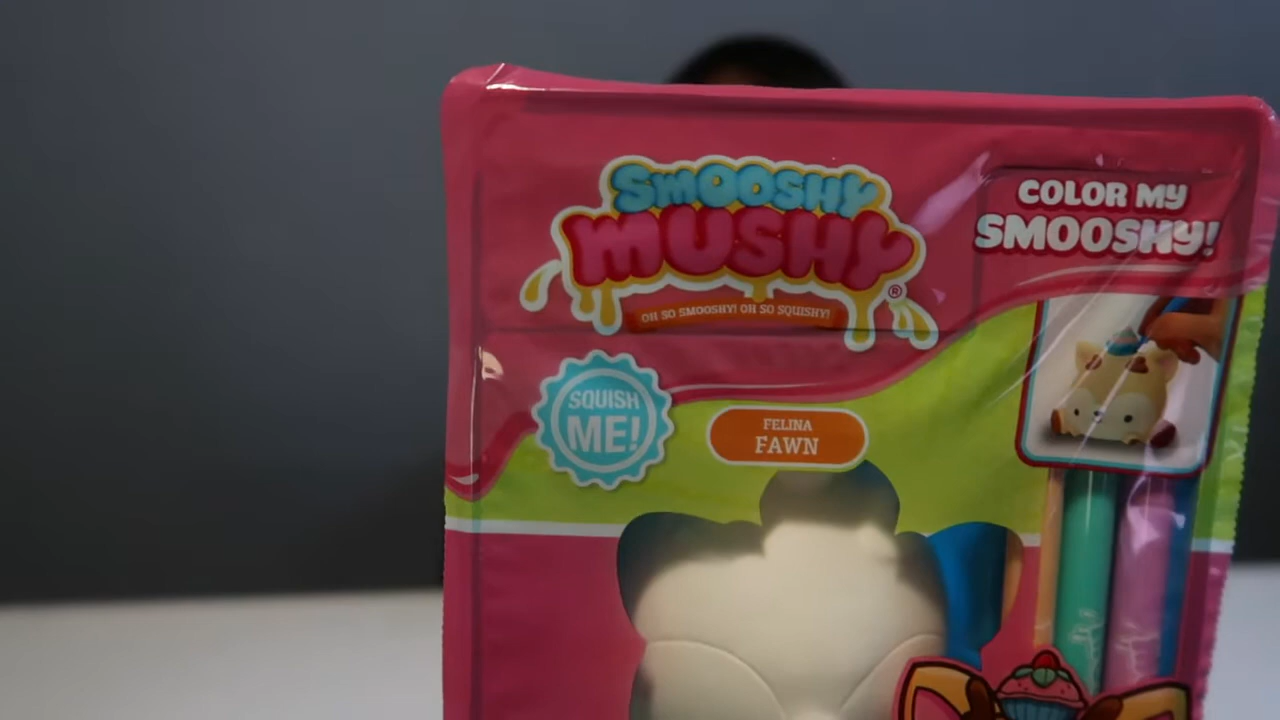 SMOOSHY
MUSHY
®
OH SO SMOOSHY! OH SO SQUISHY!
COLOR MY
SMOOSHY!
SQUISH
ME!
FELINA
FAWN